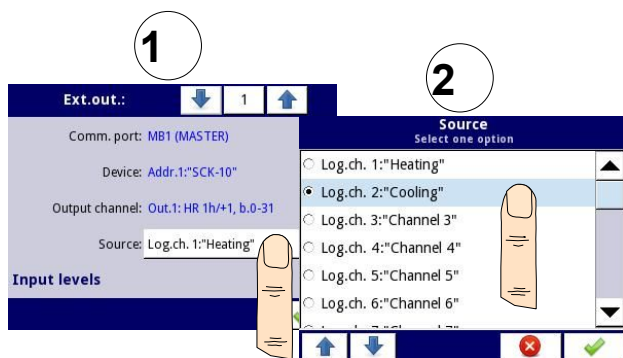 1
Ext.out.: 1
Comm. port: MB1 (MASTER)
Device: Addr.1:"SCK-10"
Output channel: Out.1: HR 1h/+1, b.0-31
Source: Log.ch. 1:"Heating"
Input levels
2
Source
Select one option
Log.ch. 1:"Heating"
Log.ch. 2:"Cooling"
Log.ch. 3:"Channel 3"
Log.ch. 4:"Channel 4"
Log.ch. 5:"Channel 5"
Log.ch. 6:"Channel 6"